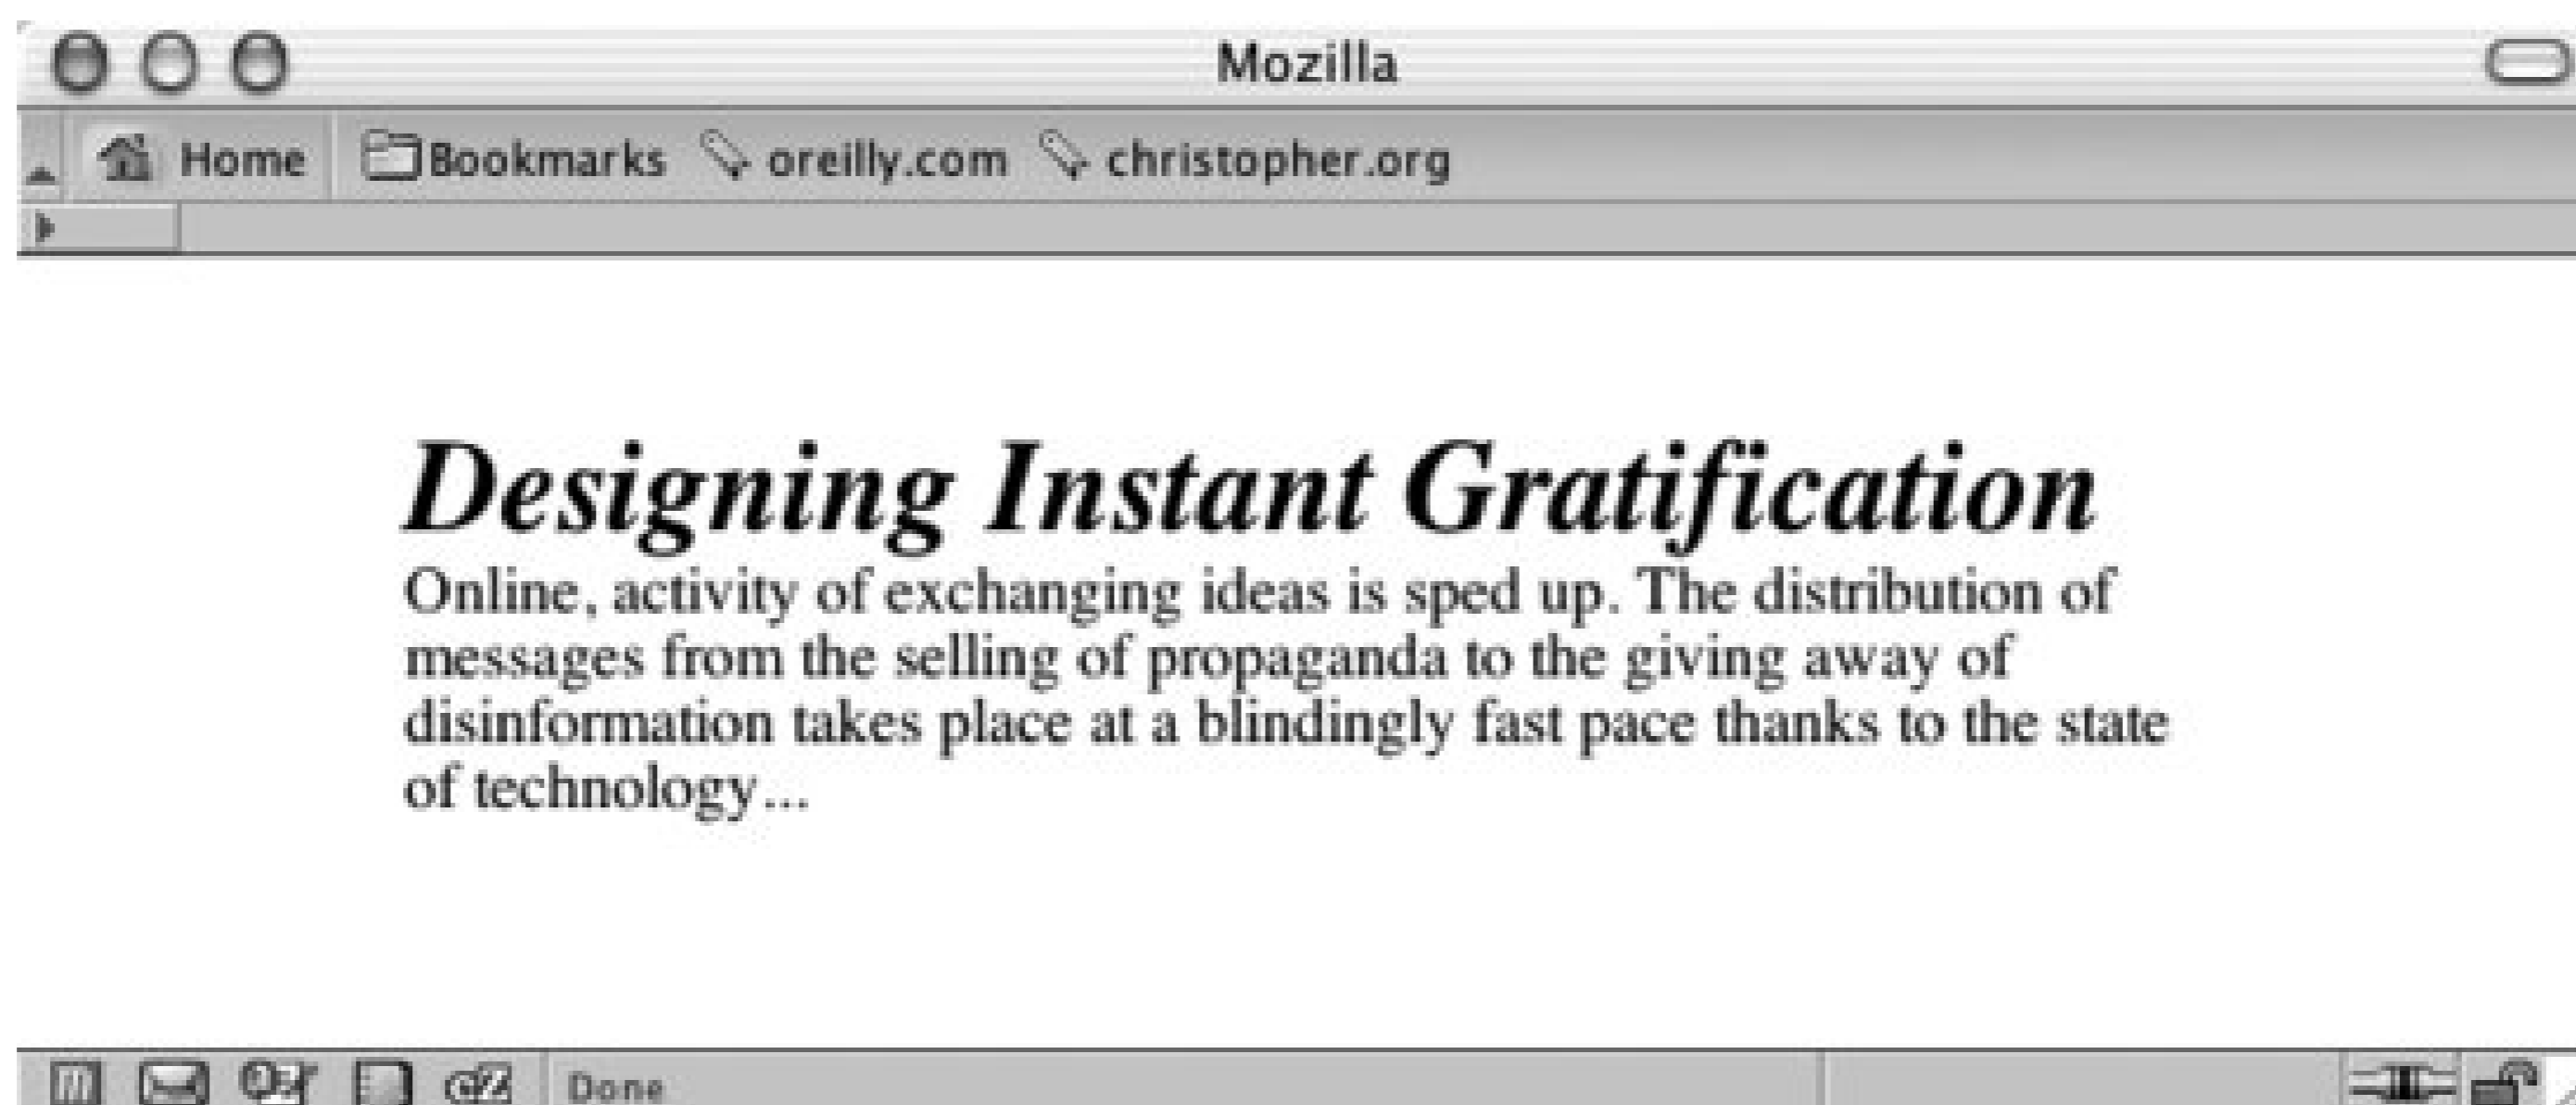 Mozilla
Home Bookmarks oreilly.com christopher.org
Designing Instant Gratification
Online, activity of exchanging ideas is sped up. The distribution of
messages from the selling of propaganda to the giving away of
disinformation takes place at a blindingly fast pace thanks to the state
of technology...
Done